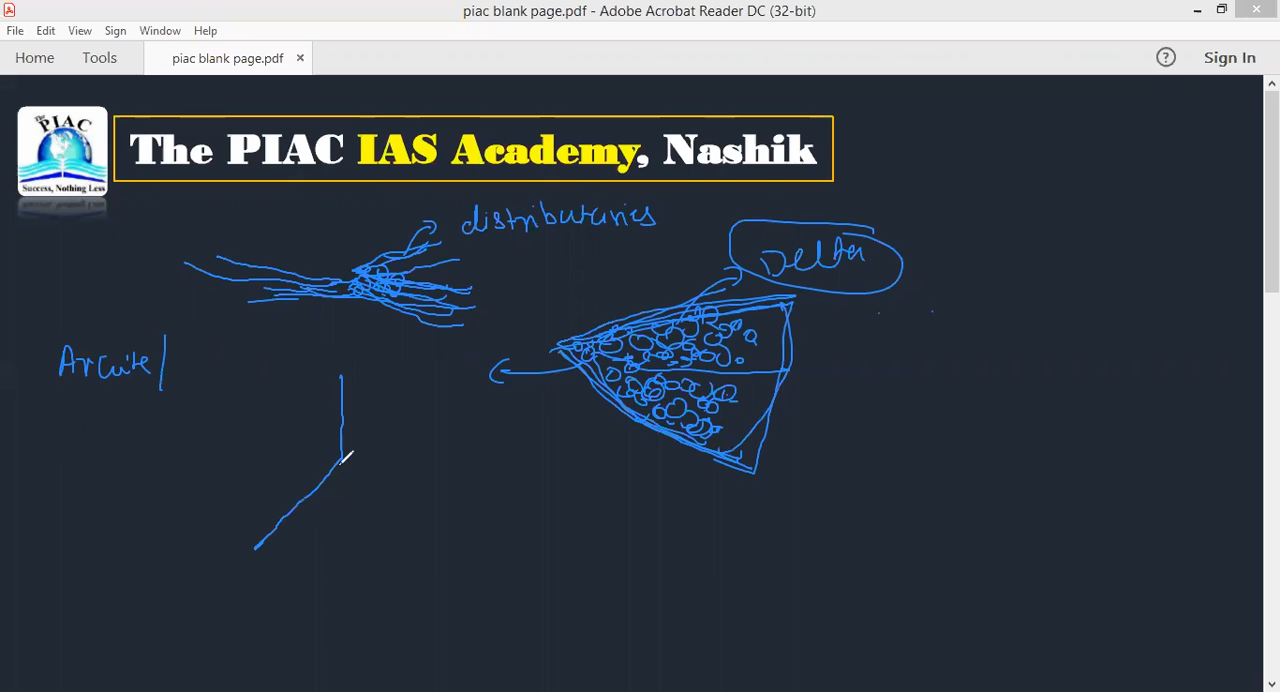 piac blank page.pdf - Adobe Acrobat Reader DC (32-bit)
File Edit View Sign Window Help
Home Tools piac blank page.pdf × ? Sign In
The PIAC
Success, Nothing Less
The PIAC IAS Academy, Nashik
distributaries
Delta
Arcuite